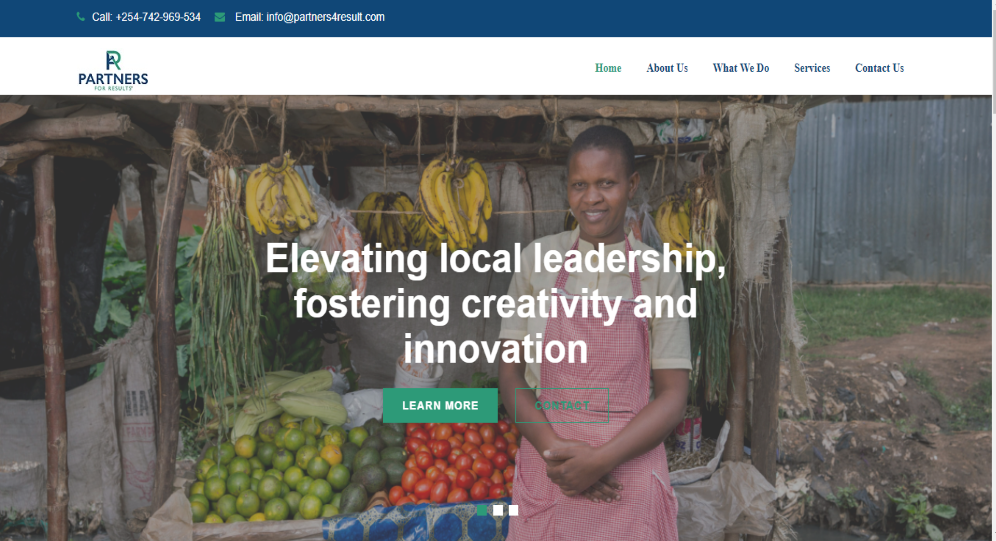 Call: +254-742-969-534 Email: info@partners4result.com
PARTNERS
FOR RESULTS
Home About Us What We Do Services Contact Us
Elevating local leadership,
fostering creativity and
innovation
LEARN MORE CONTACT